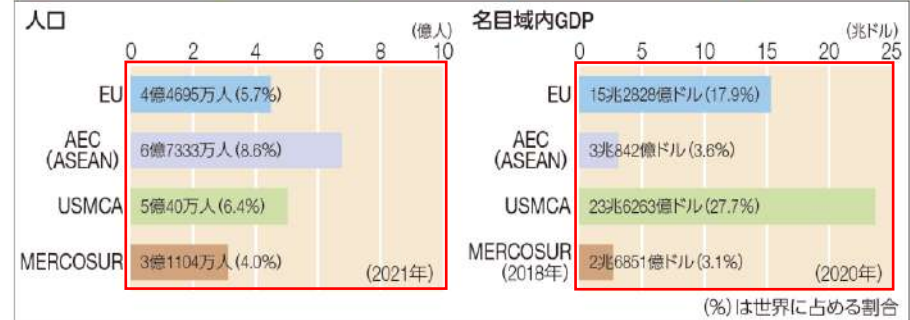 人口
(億人)
0 2 4 6 8 10
EU 4億4695万人(5.7%)
AEC
(ASEAN) 6億7333万人(8.6%)
USMCA 5億40万人(6.4%)
MERCOSUR 3億1104万人(4.0%)
(2021年)
名目域内GDP
(兆ドル)
0 5 10 15 20 25
EU 15兆2828億ドル(17.9%)
AEC
(ASEAN) 3兆842億ドル(3.6%)
USMCA 23兆6263億ドル(27.7%)
MERCOSUR
(2018年) 2兆6851億ドル(3.1%)
(2020年)
(%)は世界に占める割合